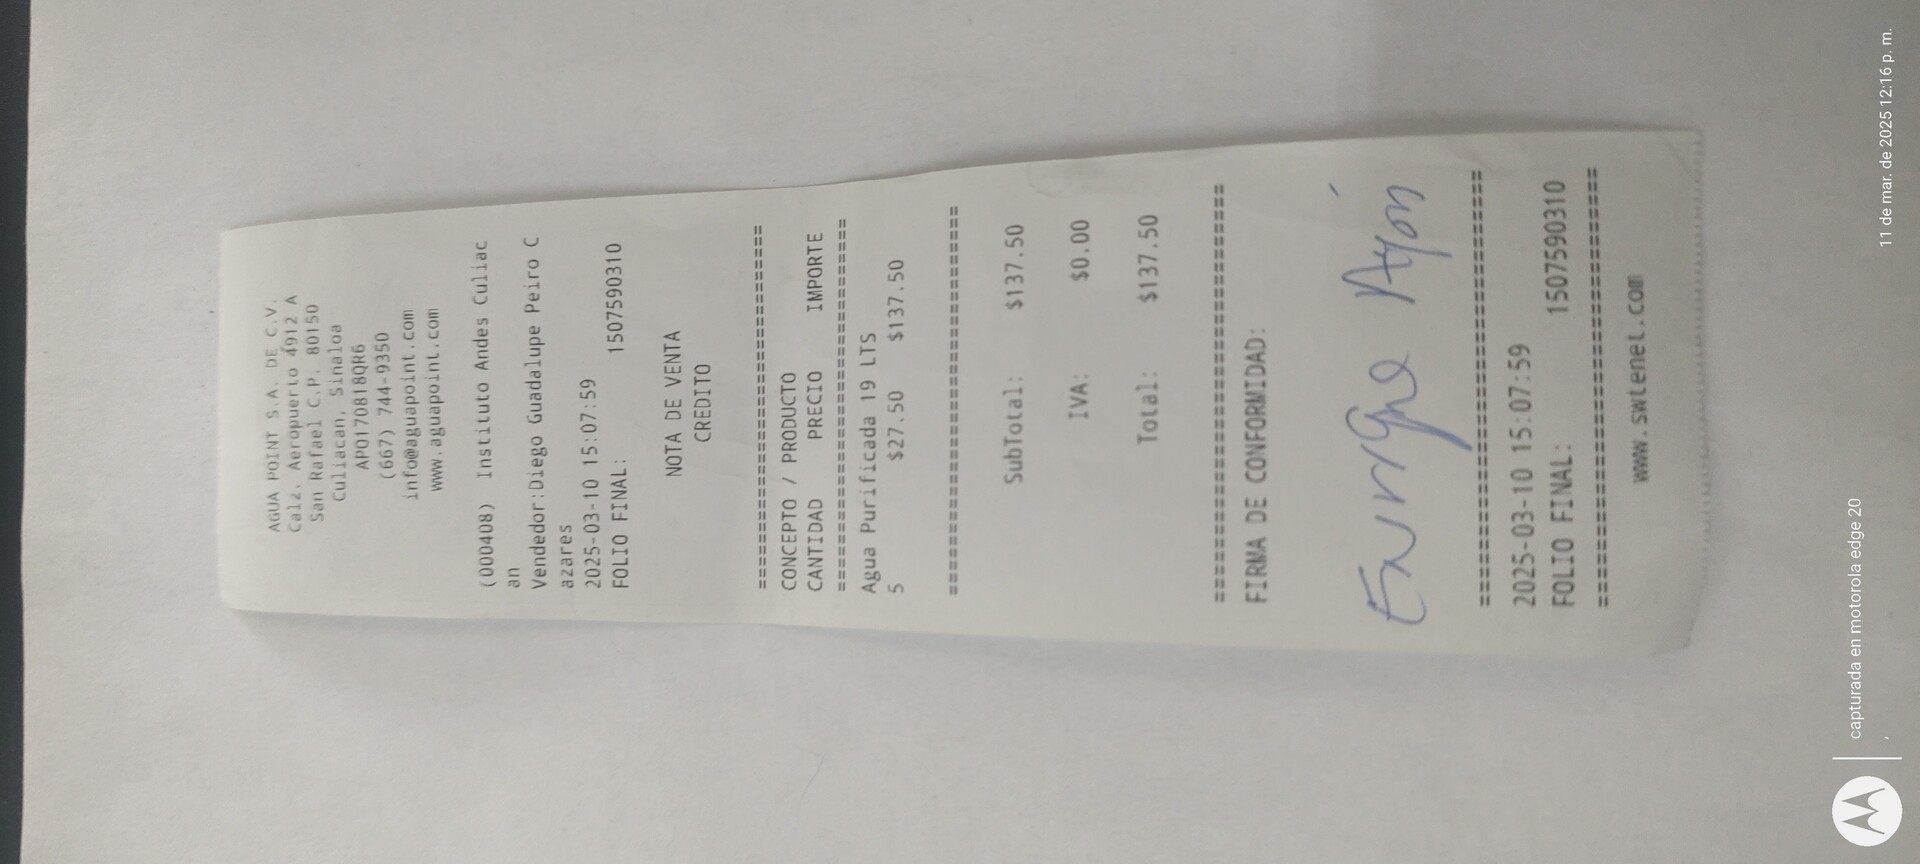 AGUA POINT S.A. DE C.V.
Calz. Aeropuerto 4912 A
San Rafael C.P. 80150
Culiacan, Sinaloa
APO170818QR6
(667) 744-9350
info@aguapoint.com
www.aguapoint.com
(000408) Instituto Andes Culiac
an
Vendedor:Diego Guadalupe Peiro C
azares
2025-03-10 15:07:59
FOLIO FINAL: 1507590310
NOTA DE VENTA
CREDITO
================================
CONCEPTO / PRODUCTO
CANTIDAD PRECIO IMPORTE
================================
Agua Purificada 19 LTS
5 $27.50 $137.50
================================
SubTotal: $137.50
IVA: $0.00
Total: $137.50
================================
FIRMA DE CONFORMIDAD:
Ayón
================================
2025-03-10 15:07:59
FOLIO FINAL: 1507590310
================================
www.swtenet.com
capturada en motorola edge 20
,
11 de mar. de 2025 12:16 p. m.